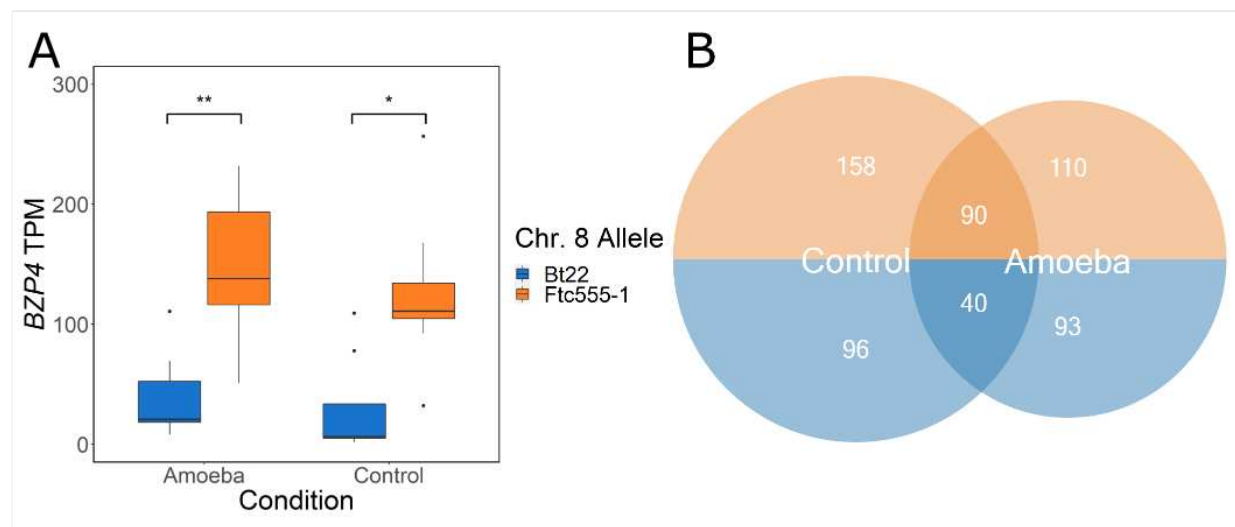 A
300
200
100
0
BZP4 TPM
** 
*
Amoeba
Control
Condition
Chr. 8 Allele
Bt22
Ftc555-1
B
158
90
110
Control
Amoeba
96
40
93